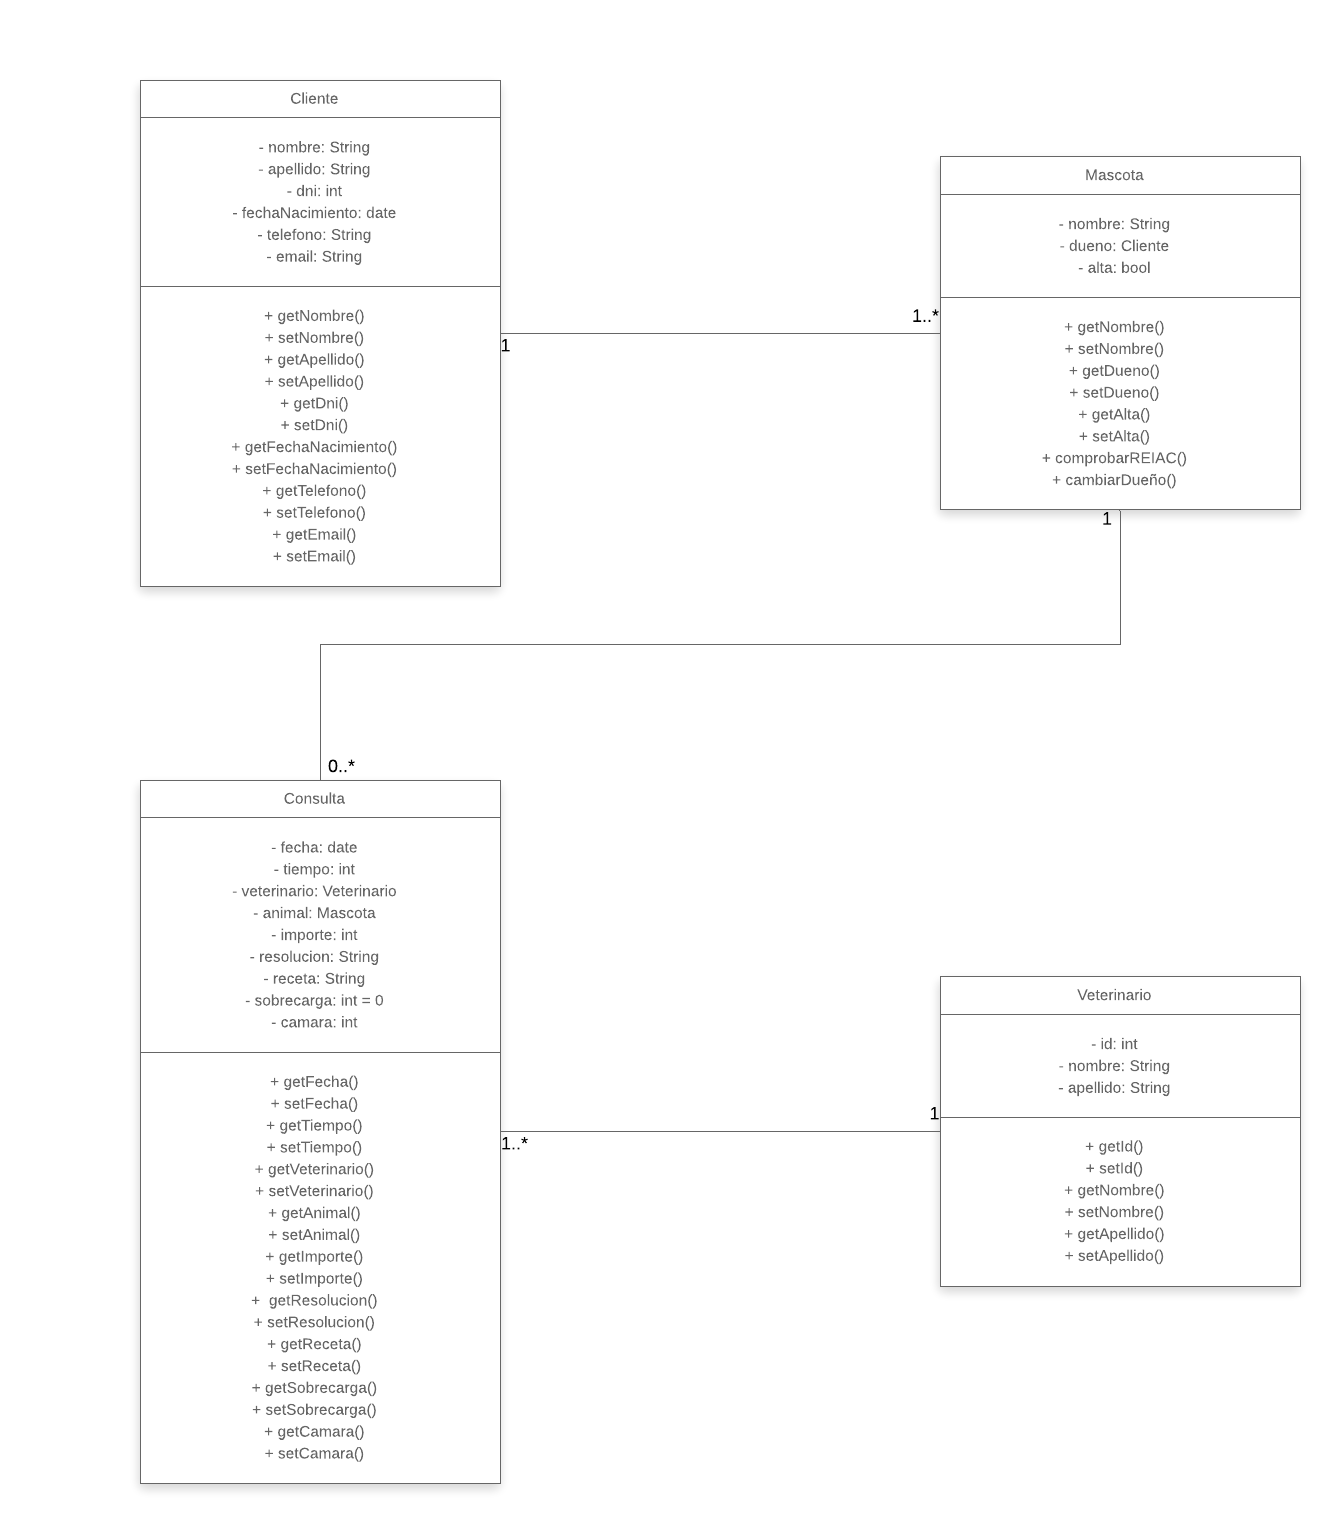 Cliente
- nombre: String
- apellido: String
- dni: int
- fechaNacimiento: date
- telefono: String
- email: String
+ getNombre()
+ setNombre()
+ getApellido()
+ setApellido()
+ getDni()
+ setDni()
+ getFechaNacimiento()
+ setFechaNacimiento()
+ getTelefono()
+ setTelefono()
+ getEmail()
+ setEmail()
1
1..*
Mascota
- nombre: String
- dueno: Cliente
- alta: bool
+ getNombre()
+ setNombre()
+ getDueno()
+ setDueno()
+ getAlta()
+ setAlta()
+ comprobarREIAC()
+ cambiarDueño()
1
0..*
Consulta
- fecha: date
- tiempo: int
- veterinario: Veterinario
- animal: Mascota
- importe: int
- resolucion: String
- receta: String
- sobrecarga: int = 0
- camara: int
+ getFecha()
+ setFecha()
+ getTiempo()
+ setTiempo()
+ getVeterinario()
+ setVeterinario()
+ getAnimal()
+ setAnimal()
+ getImporte()
+ setImporte()
+  getResolucion()
+ setResolucion()
+ getReceta()
+ setReceta()
+ getSobrecarga()
+ setSobrecarga()
+ getCamara()
+ setCamara()
1..*
1
Veterinario
- id: int
- nombre: String
- apellido: String
+ getId()
+ setId()
+ getNombre()
+ setNombre()
+ getApellido()
+ setApellido()